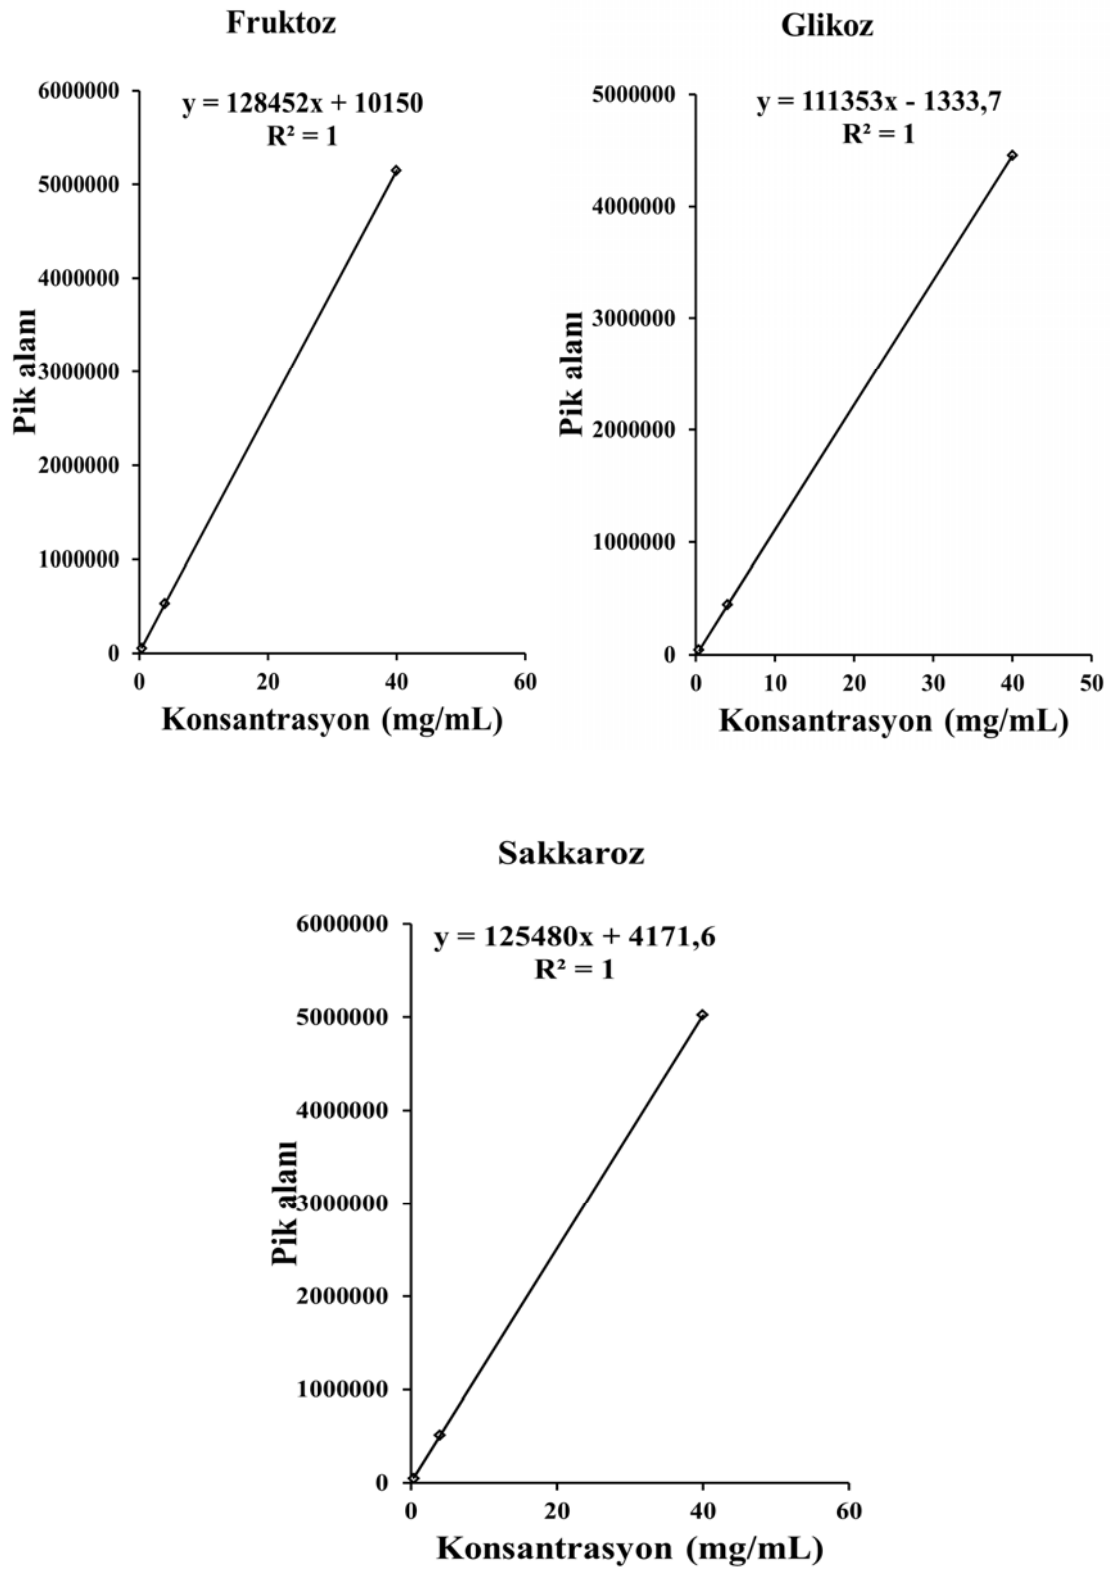 Fruktoz
y = 128452x + 10150
R² = 1
6000000
5000000
4000000
3000000
2000000
1000000
0
Pik alanı
0 20 40 60
Konsantrasyon (mg/mL)
Glikoz
y = 111353x - 1333,7
R² = 1
5000000
4000000
3000000
2000000
1000000
0
Pik alanı
0 10 20 30 40 50
Konsantrasyon (mg/mL)
Sakkaroz
y = 125480x + 4171,6
R² = 1
6000000
5000000
4000000
3000000
2000000
1000000
0
Pik alanı
0 20 40 60
Konsantrasyon (mg/mL)